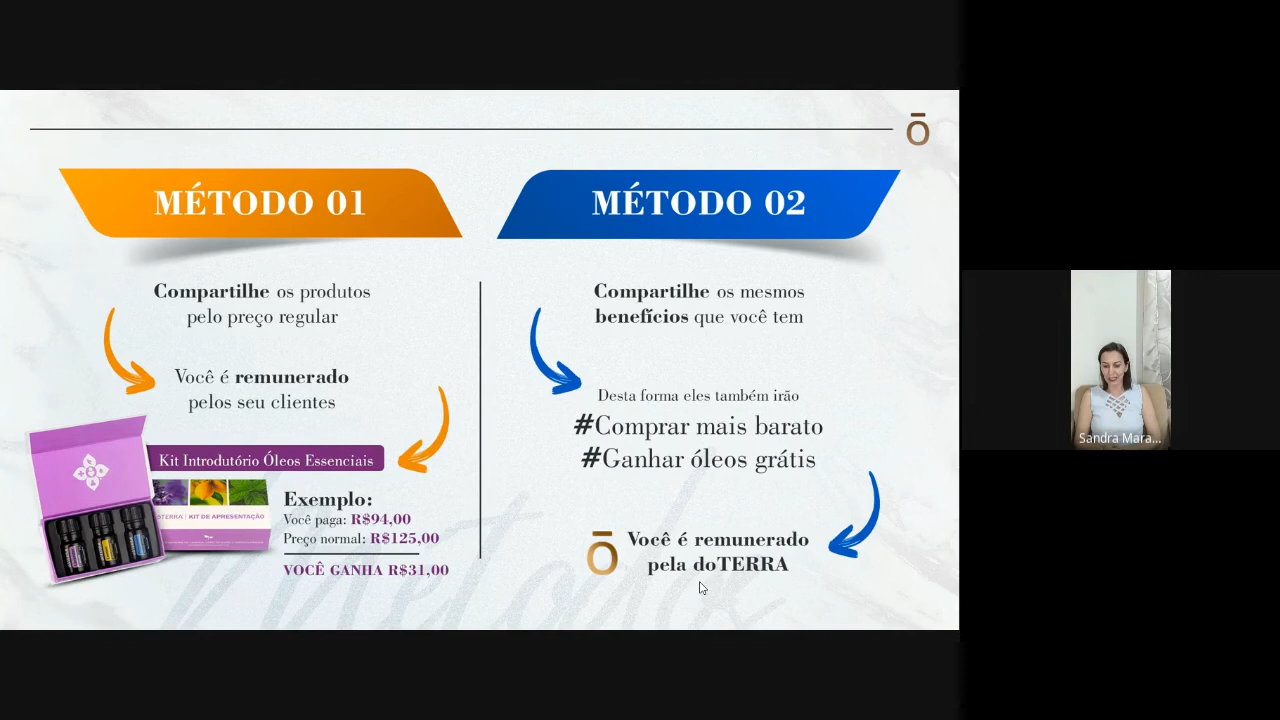 ō
MÉTODO 01
Compartilhe os produtos
pelo preço regular
Você é remunerado
pelos seu clientes
Kit Introdutório Óleos Essenciais
KIT DE APRESENTAÇÃO
Exemplo:
Você paga: R$94,00
Preço normal: R$125,00
VOCÊ GANHA R$31,00
MÉTODO 02
Compartilhe os mesmos
benefícios que você tem
Desta forma eles também irão
#Comprar mais barato
#Ganhar óleos grátis
ō
Você é remunerado
pela doTERRA
Sandra Mara...